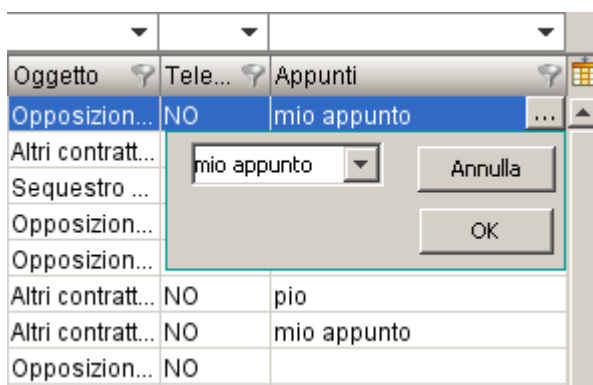 Oggetto Tele... Appunti
Opposizion... NO mio appunto ...
Altri contratt...
mio appunto Annulla
Sequestro ...
Opposizion... OK
Opposizion...
Altri contratt... NO pio
Altri contratt... NO mio appunto
Opposizion... NO